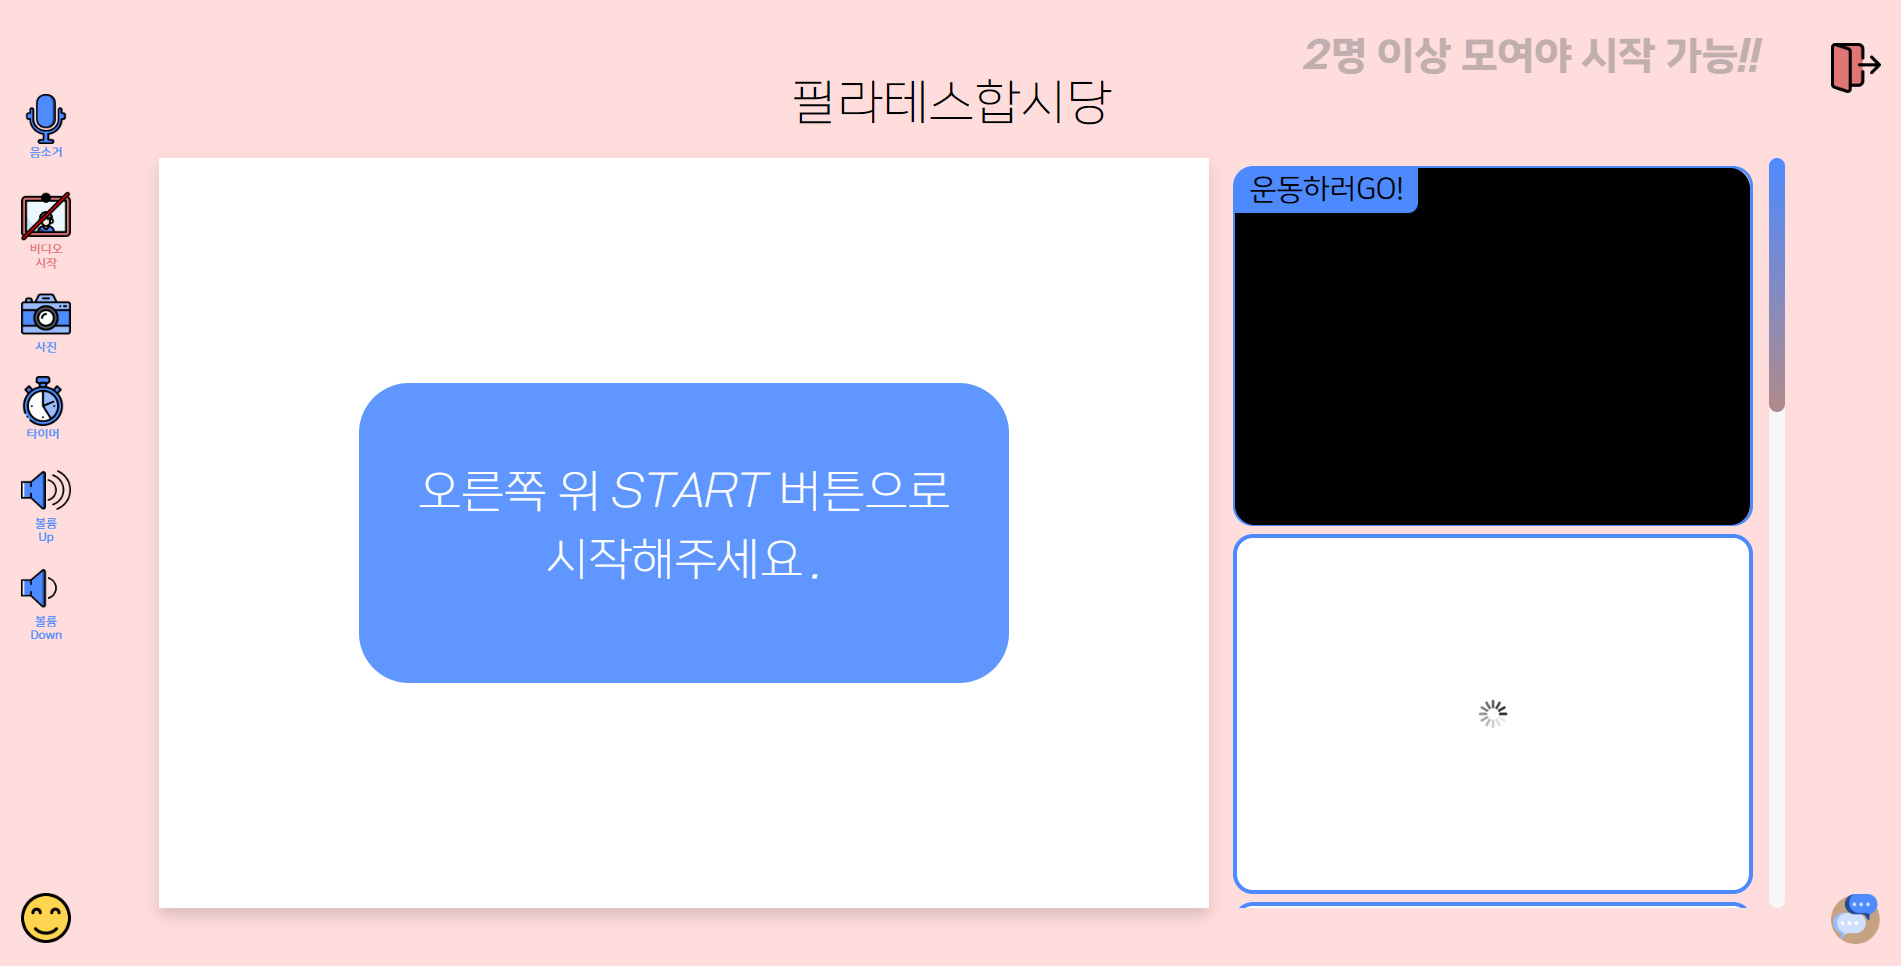 2명 이상 모여야 시작 가능!!
필라테스합시당
음소거
비디오
시작
사진
타이머
볼륨
Up
볼륨
Down
오른쪽 위 START 버튼으로
시작해주세요.
운동하러GO!